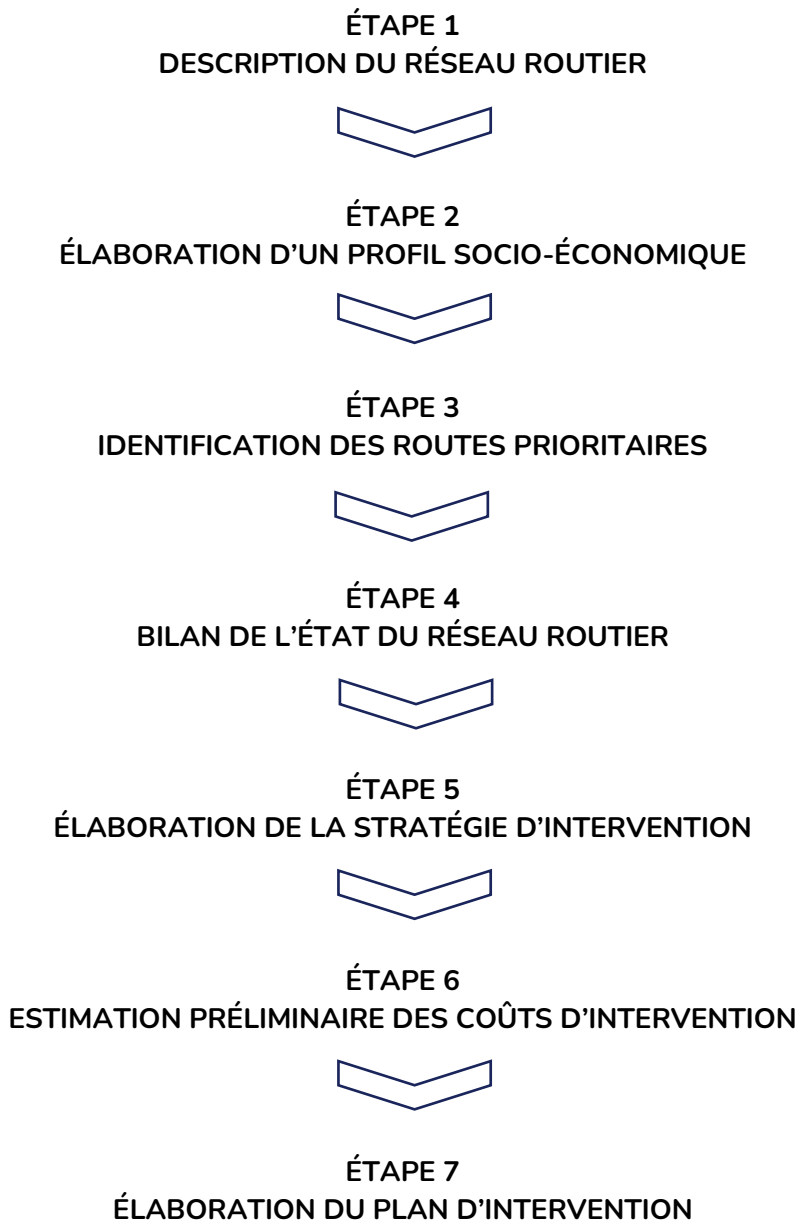 ÉTAPE 1
DESCRIPTION DU RÉSEAU ROUTIER
ÉTAPE 2
ÉLABORATION D’UN PROFIL SOCIO-ÉCONOMIQUE
ÉTAPE 3
IDENTIFICATION DES ROUTES PRIORITAIRES
ÉTAPE 4
BILAN DE L’ÉTAT DU RÉSEAU ROUTIER
ÉTAPE 5
ÉLABORATION DE LA STRATÉGIE D’INTERVENTION
ÉTAPE 6
ESTIMATION PRÉLIMINAIRE DES COÛTS D’INTERVENTION
ÉTAPE 7
ÉLABORATION DU PLAN D’INTERVENTION